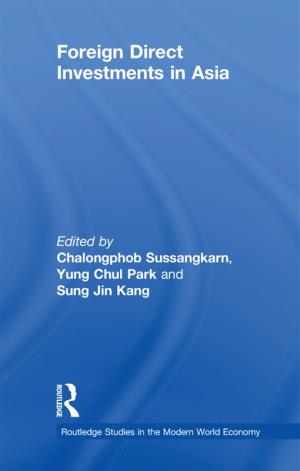 Foreign Direct
Investments in Asia
Edited by
Chalongphob Sussangkarn,
Yung Chul Park and
Sung Jin Kang
ROUTLEDGE
Routledge Studies in the Modern World Economy